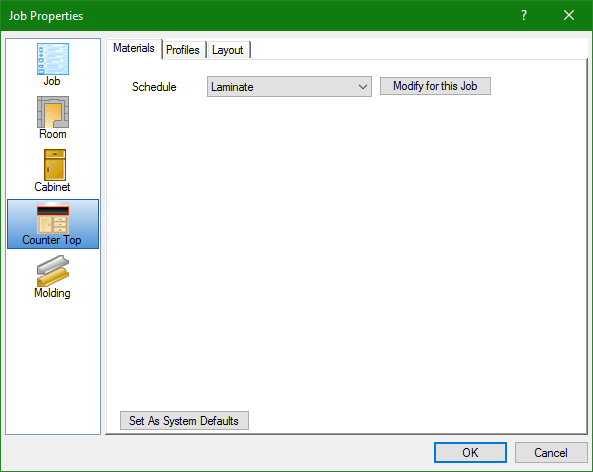 Job Properties
?
Job
Room
Cabinet
Counter Top
Molding
Materials Profiles Layout
Schedule Laminate Modify for this Job
Set As System Defaults
OK Cancel